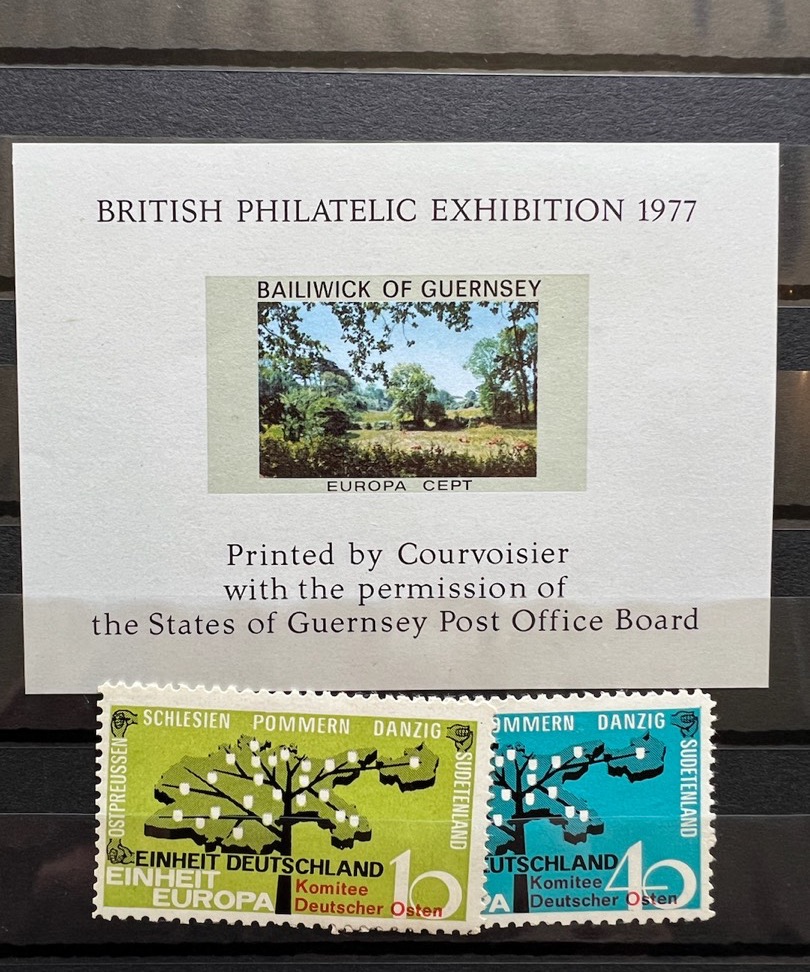 BRITISH PHILATELIC EXHIBITION 1977
BAILIWICK OF GUERNSEY
EUROPA CEPT
Printed by Courvoisier
with the permission of
the States of Guernsey Post Office Board
SCHLESIEN POMMERN DANZIG
OSTPREUSSEN
SUDETENLAND
EINHEIT DEUTSCHLAND
EINHEIT
EUROPA
Komitee
Deutscher Osten
10
OMMERN DANZIG
SUDETENLAND
UTSCHLAND
PA
Komitee
Deutscher Osten
40